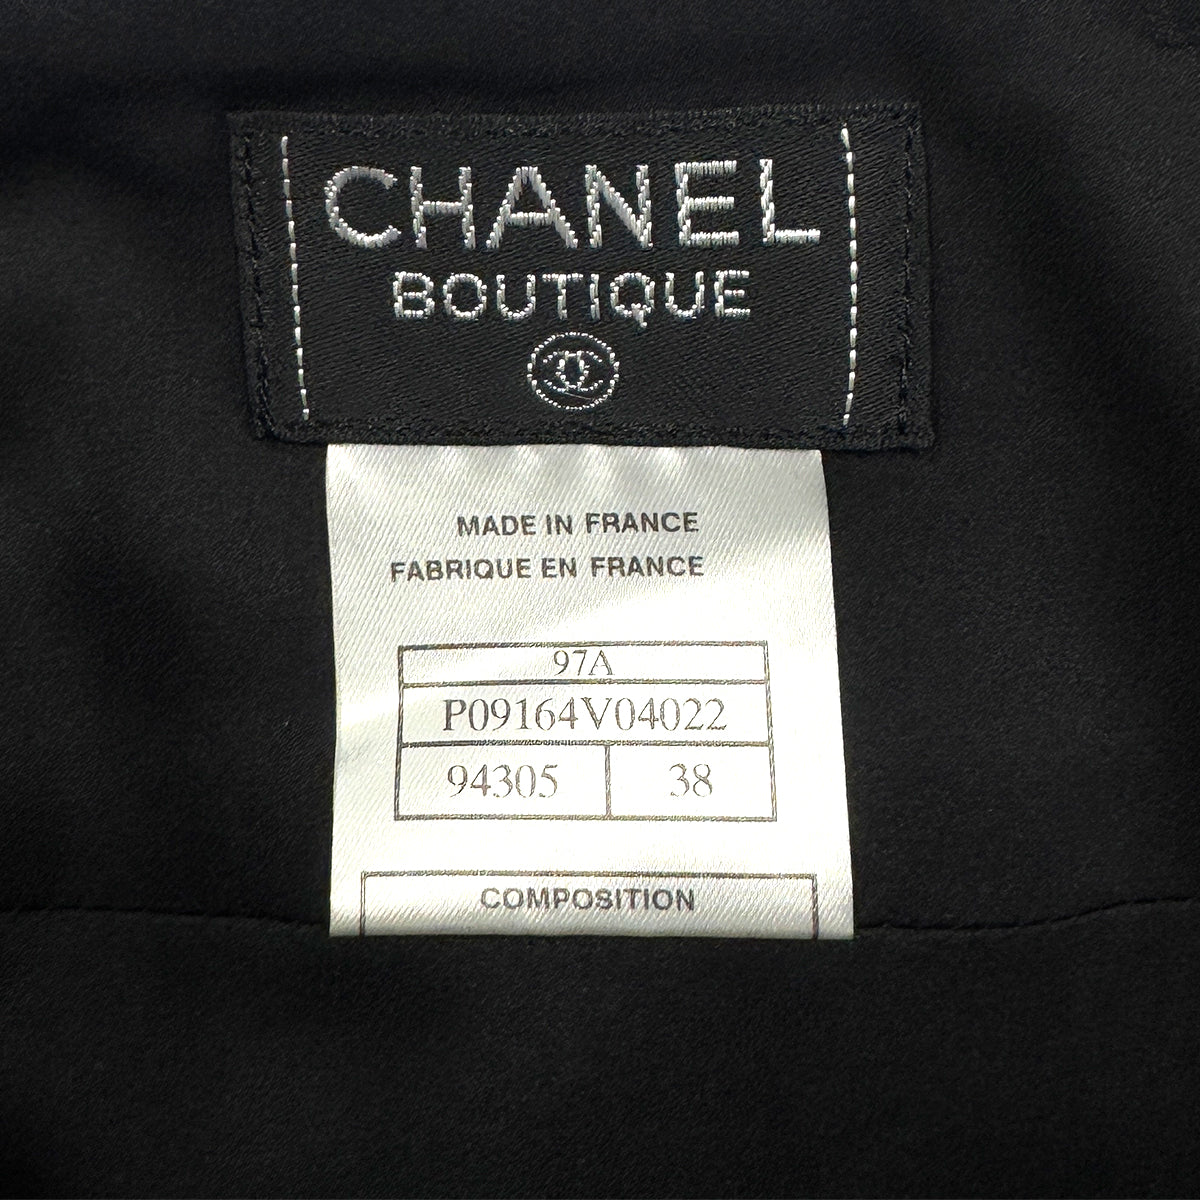 CHANEL
BOUTIQUE
MADE IN FRANCE
FABRIQUE EN FRANCE
97A
P09164V04022
94305 38
COMPOSITION